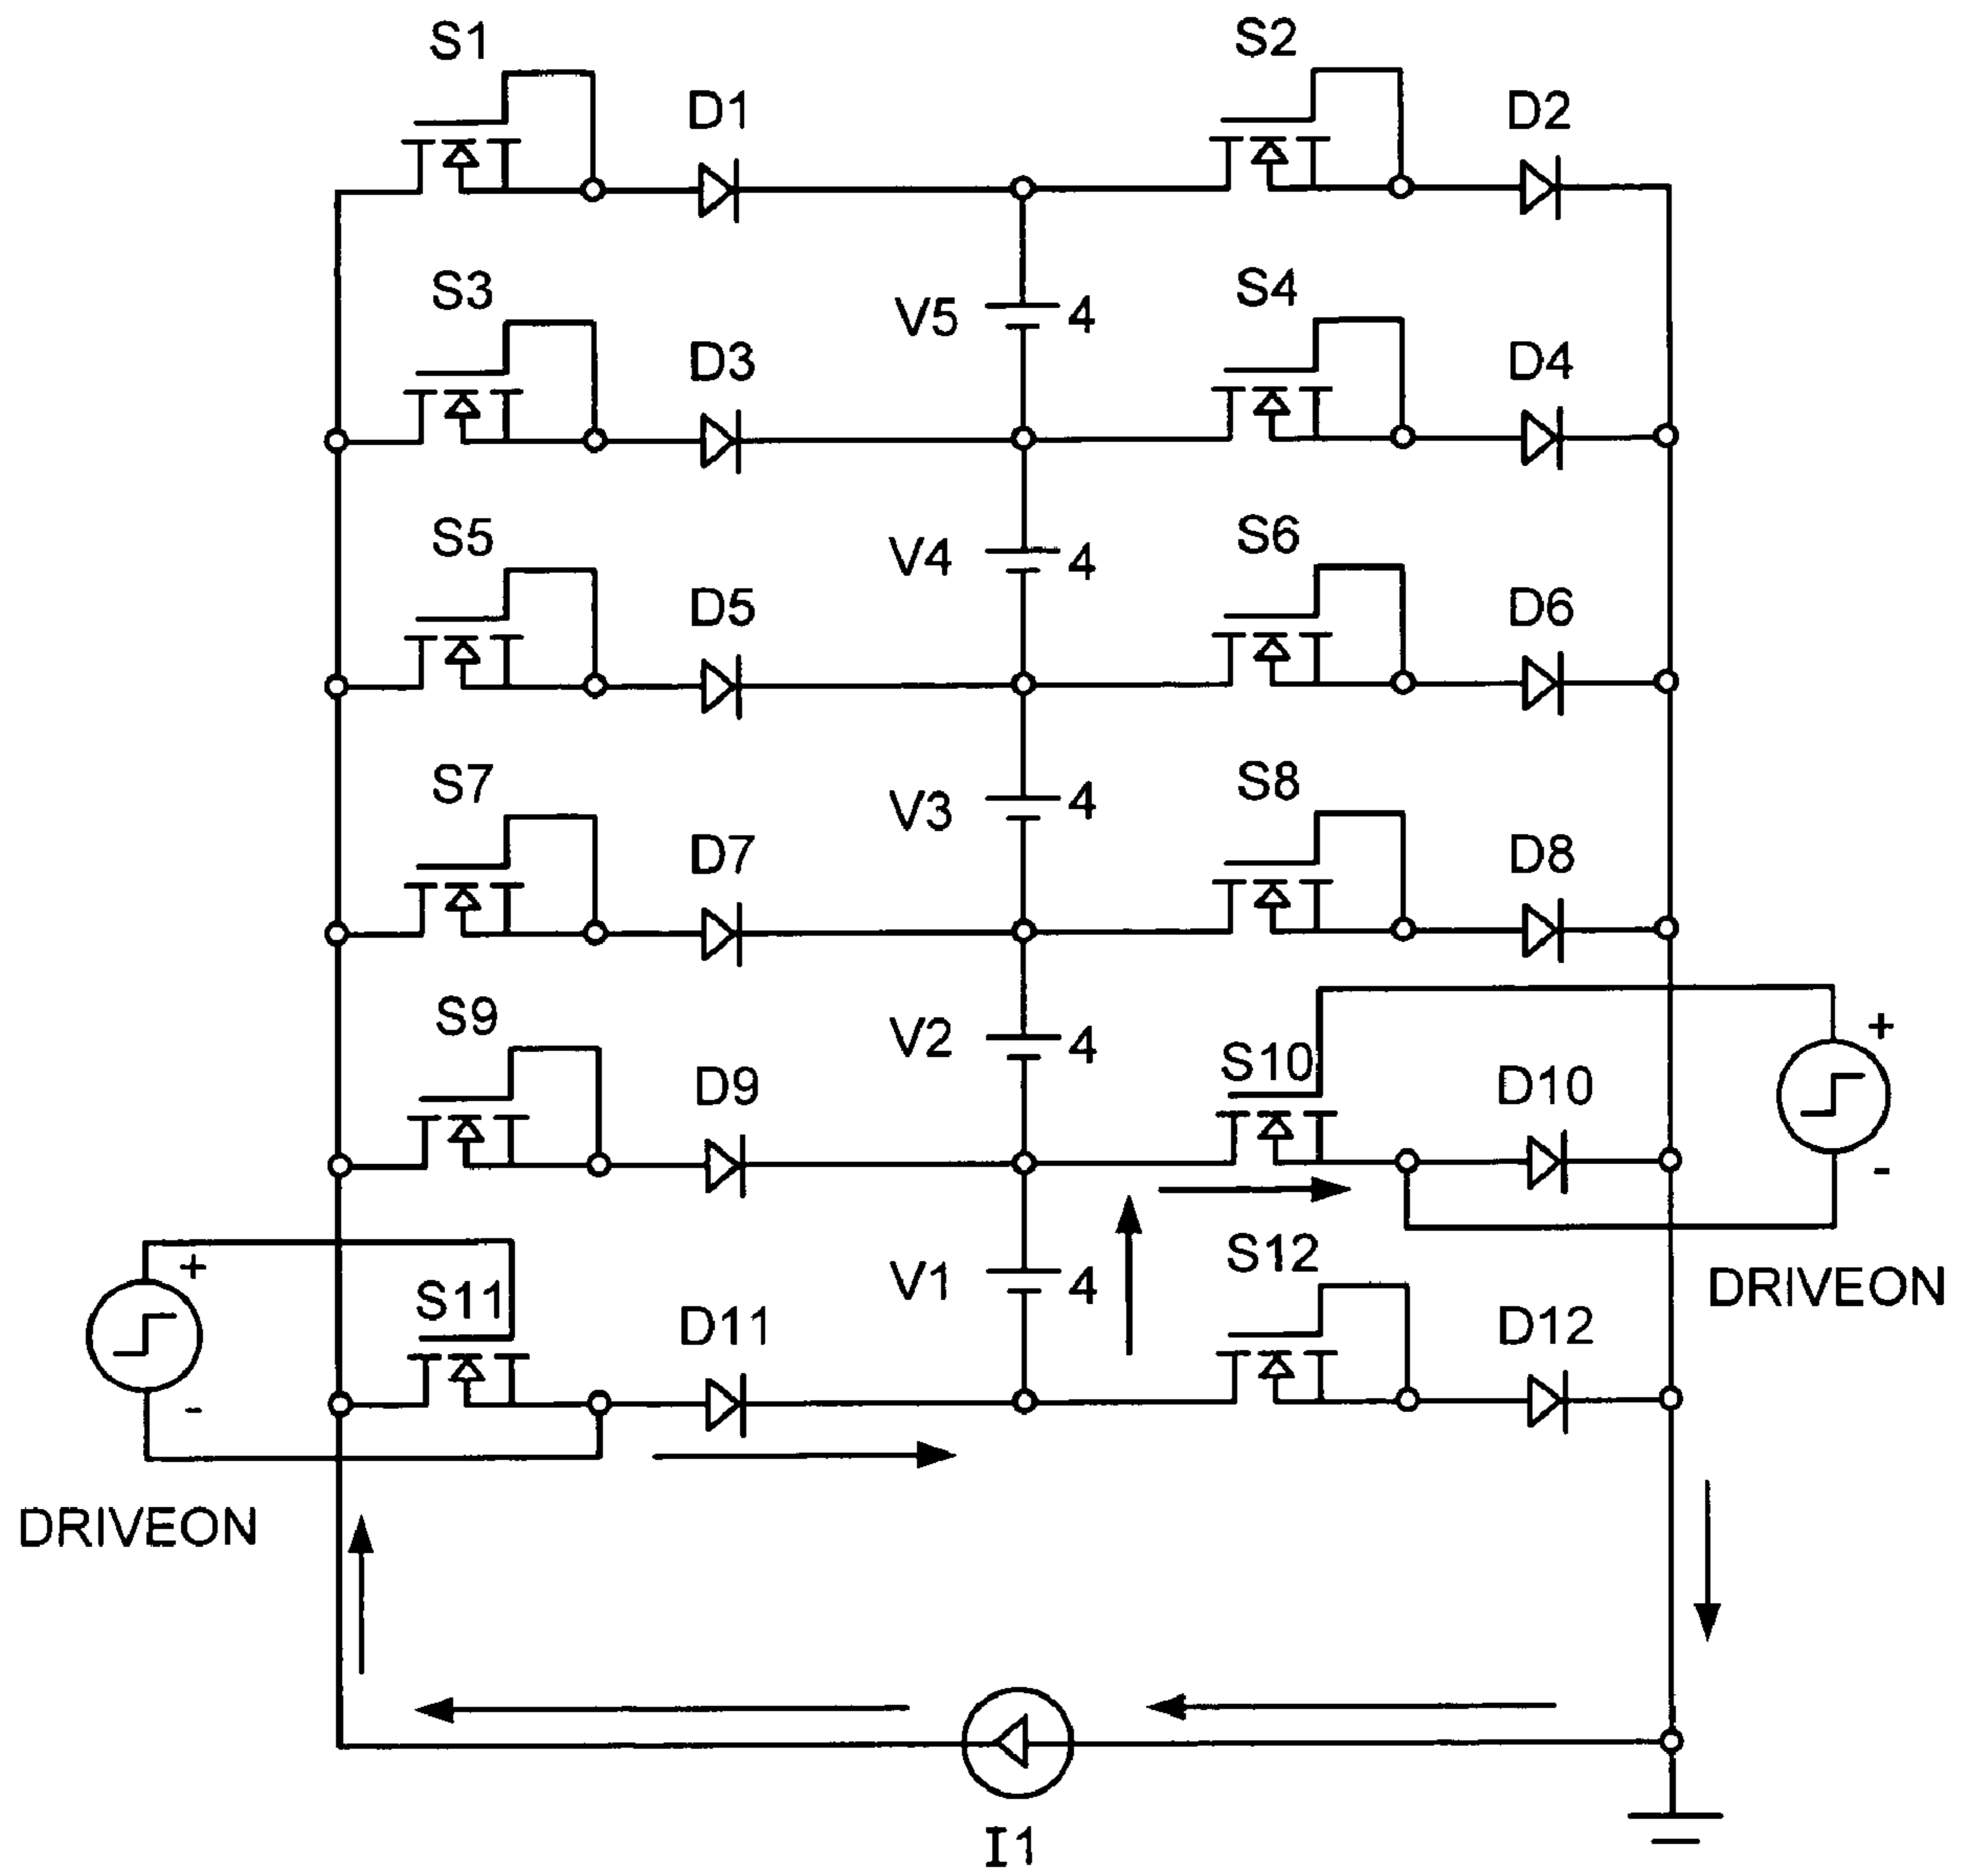 S1
S2
D1
D2
S3
S4
V5 4
D3
D4
S5
S6
V4 4
D5
D6
S7
S8
V3 4
D7
D8
S9
V2 4
S10
+
D9
D10
-
S12
+
S11
V1 4
DRIVEON
D11
D12
-
DRIVEON
I1